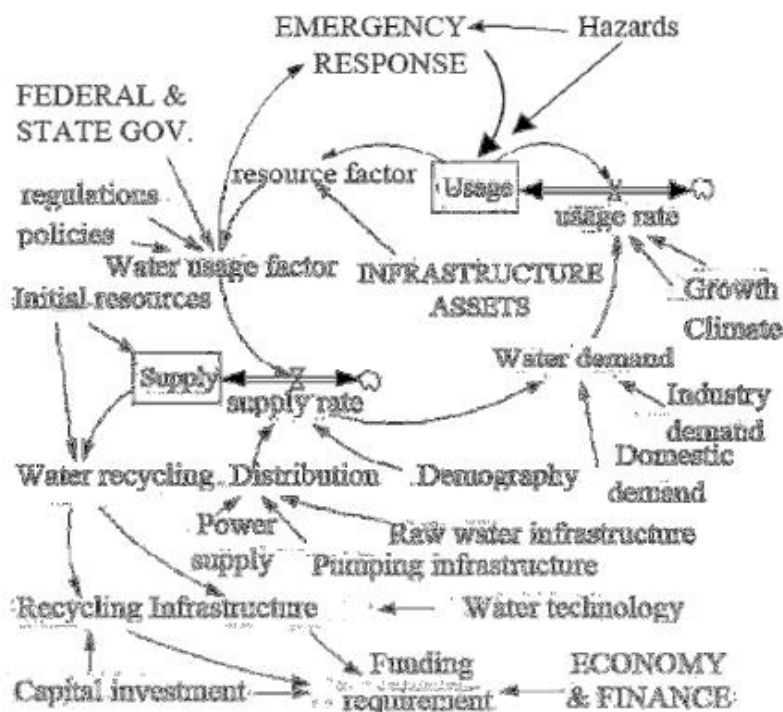 EMERGENCY
RESPONSE
Hazards
FEDERAL &
STATE GOV.
resource factor
Usage
usage rate
regulations
policies
Water usage factor
INFRASTRUCTURE
ASSETS
Growth
Climate
Initial resources
Supply
supply rate
Water demand
Industry
demand
Domestic
demand
Water recycling
Distribution
Demography
Power
supply
Raw water infrastructure
Pumping infrastructure
Recycling Infrastructure
Water technology
Capital investment
Funding
requirement
ECONOMY
& FINANCE